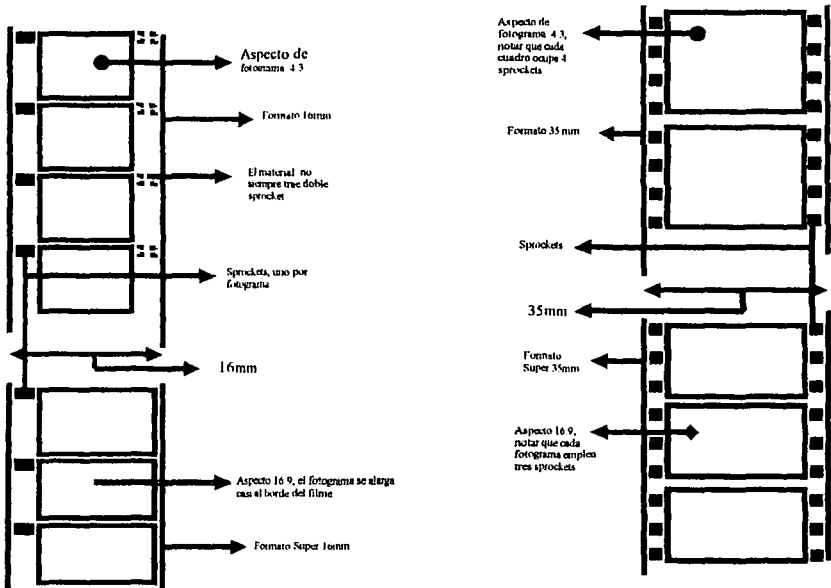 Aspecto de
fotograma 4 3
Formato 16mm
El material no
siempre trae doble
sprocket
Sprockets, uno por
fotograma
16mm
Aspecto 16 9, el fotograma se alarga
casi al borde del filme
Formato Super 16mm
Aspecto de
fotograma 4 3,
notar que cada
cuadro ocupa 4
sprockets
Formato 35 mm
Sprockets
35mm
Formato
Super 35mm
Aspecto 16 9,
notar que cada
fotograma emplea
tres sprockets